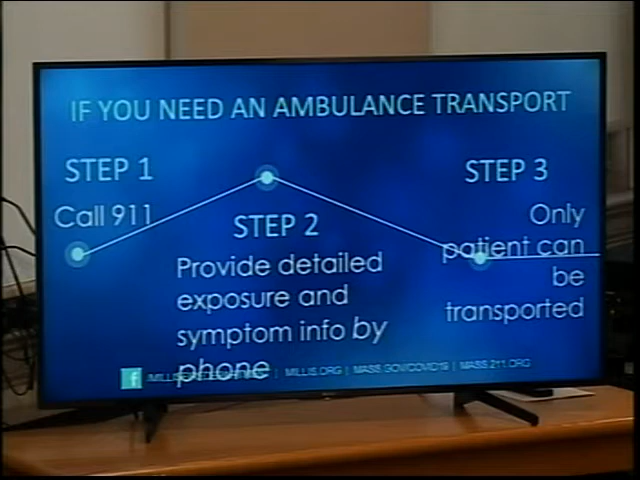 IF YOU NEED AN AMBULANCE TRANSPORT
STEP 1
Call 911
STEP 2
Provide detailed
exposure and
symptom info by
phone
STEP 3
Only
patient can
be
transported
f
| MILLIS.ORG | MASS.GOV/COVID19 | MASS 211.ORG